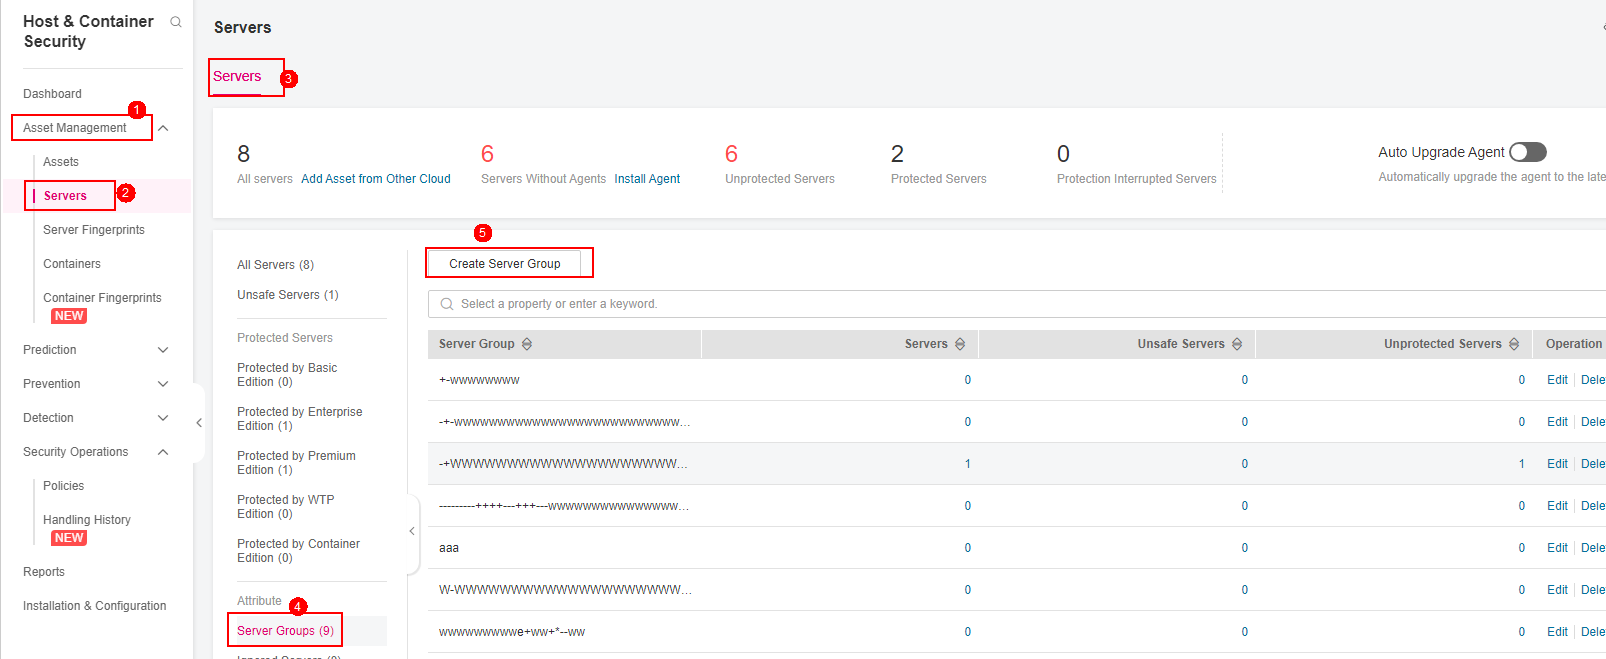 Host & Container
Security
Dashboard
1
Asset Management
Assets
Servers
2
Server Fingerprints
Containers
Container Fingerprints
NEW
Prediction
Prevention
Detection
Security Operations
Policies
Handling History
NEW
Reports
Installation & Configuration
Servers
Servers
3
8
All servers Add Asset from Other Cloud
6
Servers Without Agents Install Agent
6
Unprotected Servers
2
Protected Servers
0
Protection Interrupted Servers
Auto Upgrade Agent
Automatically upgrade the agent to the late
All Servers (8)
Unsafe Servers (1)
Protected Servers
Protected by Basic
Edition (0)
Protected by Enterprise
Edition (1)
Protected by Premium
Edition (1)
Protected by WTP
Edition (0)
Protected by Container
Edition (0)
Attribute
4
Server Groups (9)
5
Create Server Group
Select a property or enter a keyword.
Server Group Servers Unsafe Servers Unprotected Servers Operation
+-wwwwwwww 0 0 0 Edit Dele
-+-wwwwwwwwwwwwwwwwwwwwwwwwww... 0 0 0 Edit Dele
-+WWWWWWWWWWWWWWWWWWWW... 1 0 1 Edit Dele
---------++++---+++---wwwwwwwwwwwwwww... 0 0 0 Edit Dele
aaa 0 0 0 Edit Dele
W-WWWWWWWWWWWWWWWWWWWW... 0 0 0 Edit Dele
wwwwwwwwwe+ww+*--ww 0 0 0 Edit Dele